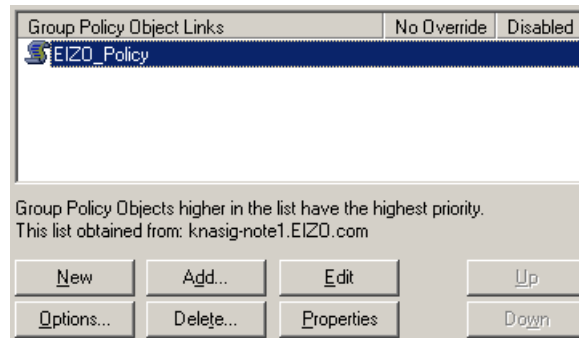 Group Policy Object Links No Override Disabled
EIZO_Policy
Group Policy Objects higher in the list have the highest priority.
This list obtained from: knasig-note1.EIZO.com
New Add... Edit Up
Options... Delete... Properties Down